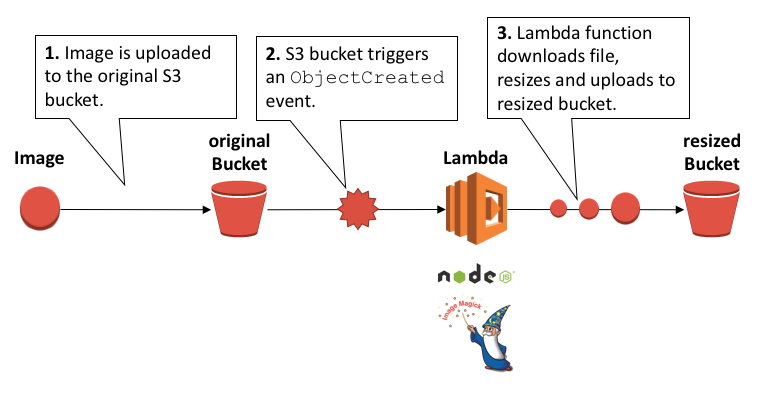 1. Image is uploaded
to the original S3
bucket.
2. S3 bucket triggers
an ObjectCreated
event.
3. Lambda function
downloads file,
resizes and uploads to
resized bucket.
Image
original
Bucket
Lambda
resized
Bucket
node
JS
Image Magick